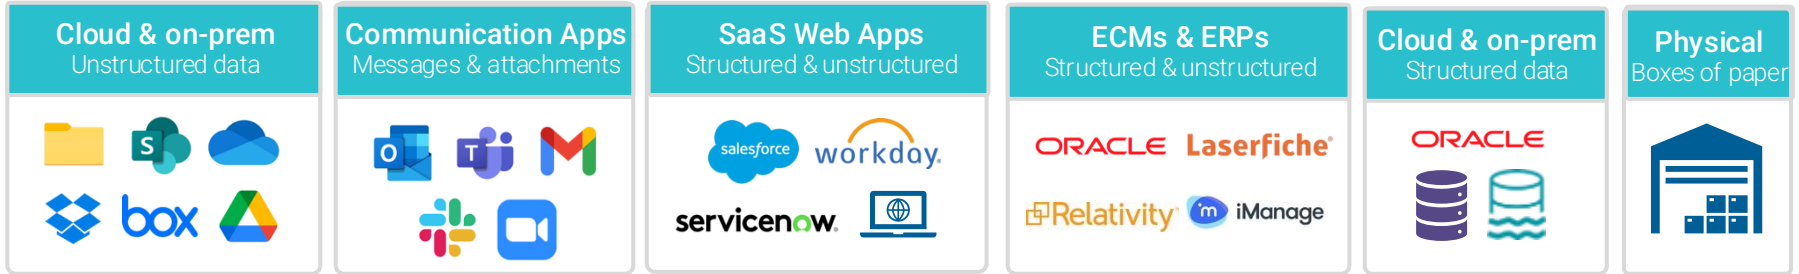 Cloud & on-prem
Unstructured data
box
Communication Apps
Messages & attachments
O
T
SaaS Web Apps
Structured & unstructured
salesforce
workday.
servicenow.
ECMs & ERPs
Structured & unstructured
ORACLE
Laserfiche®
Relativity
m
iManage
Cloud & on-prem
Structured data
ORACLE
Physical
Boxes of paper
S